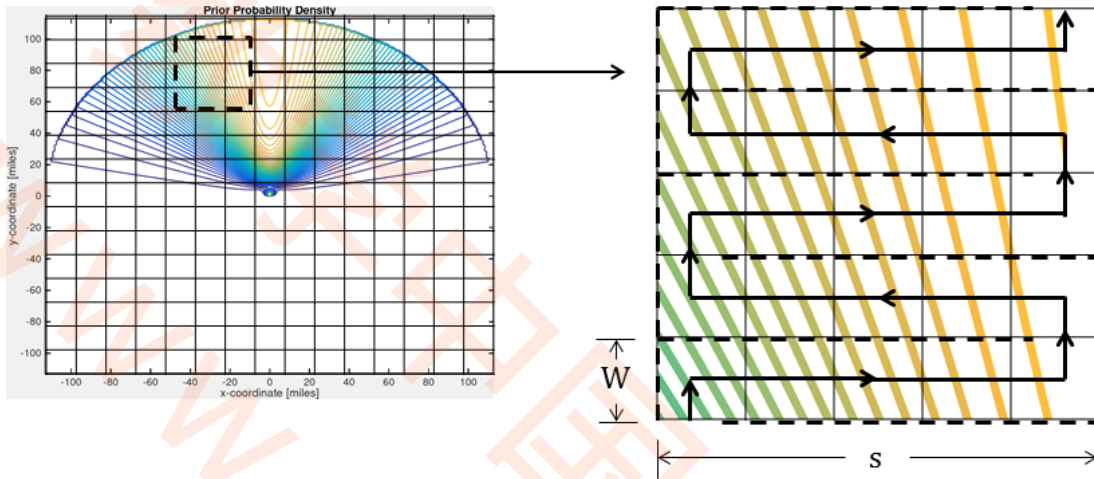 Prior Probability Density
y-coordinate [miles]
100
80
60
40
20
0
-20
-40
-60
-80
-100
-100 -80 -60 -40 -20 0 20 40 60 80 100
x-coordinate [miles]
W
s